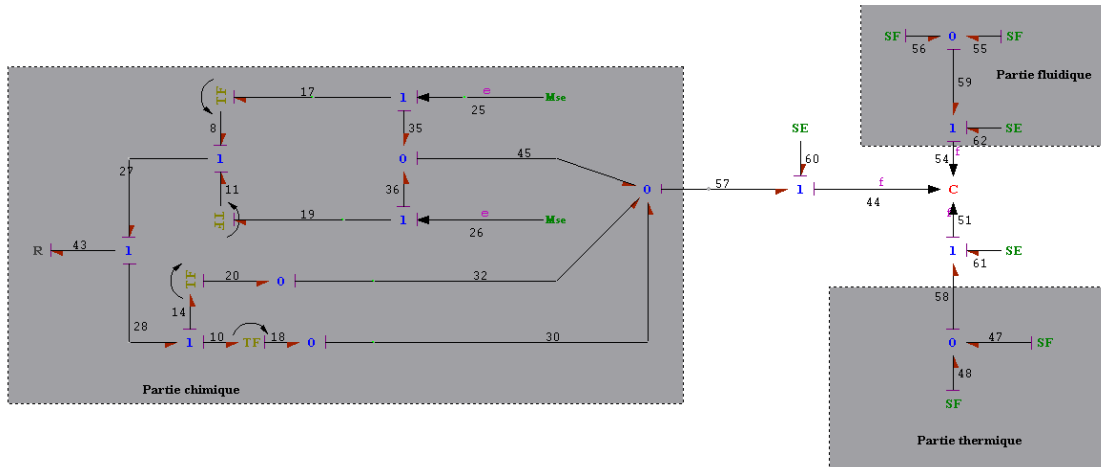 SF 56 0 55 SF
59 Partie fluidique
TF 17 1 e 25 Mse
8 35 1 62 SE
SE 54 f
27 1 0 45 60
11 36 0 57 1 f 44 C
TF 19 1 e 26 Mse 51 f
R 43 1 1 61 SE
TF 20 0 32
14 58
28 1 10 TF 18 0 30 0 47 SF
48
Partie chimique
SF
Partie thermique